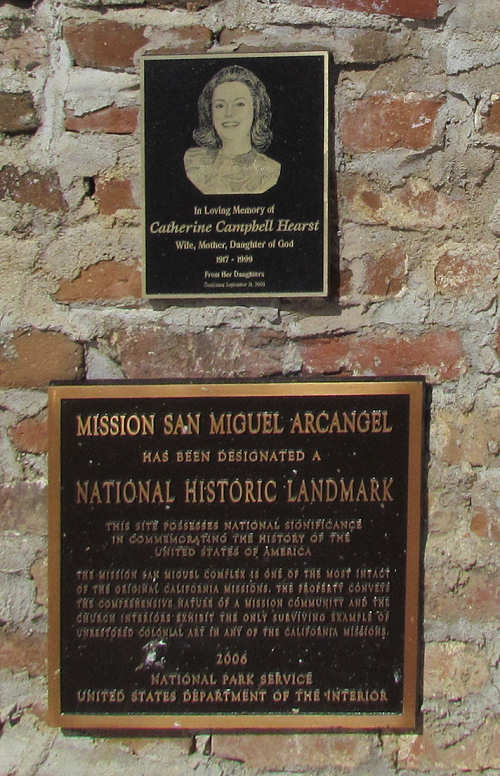 In Loving Memory of
Catherine Campbell Hearst
Wife, Mother, Daughter of God
1917 - 1999
From Her Daughters
September
MISSION SAN MIGUEL ARCANGEL
HAS BEEN DESIGNATED A
NATIONAL HISTORIC LANDMARK
THIS SITE POSSESSES NATIONAL SIGNIFICANCE
IN COMMEMORATING THE HISTORY OF THE
UNITED STATES OF AMERICA
THE MISSION SAN MIGUEL COMPLEX IS ONE OF THE MOST INTACT
OF THE ORIGINAL CALIFORNIA MISSIONS. THE PROPERTY CONVEYS
THE COMPREHENSIVE NATURE OF A MISSION COMMUNITY AND THE
CHURCH INTERIORS EXHIBIT THE ONLY SURVIVING EXAMPLE OF
UNRESTORED COLONIAL ART IN ANY OF THE CALIFORNIA MISSIONS.
2006
NATIONAL PARK SERVICE
UNITED STATES DEPARTMENT OF THE INTERIOR